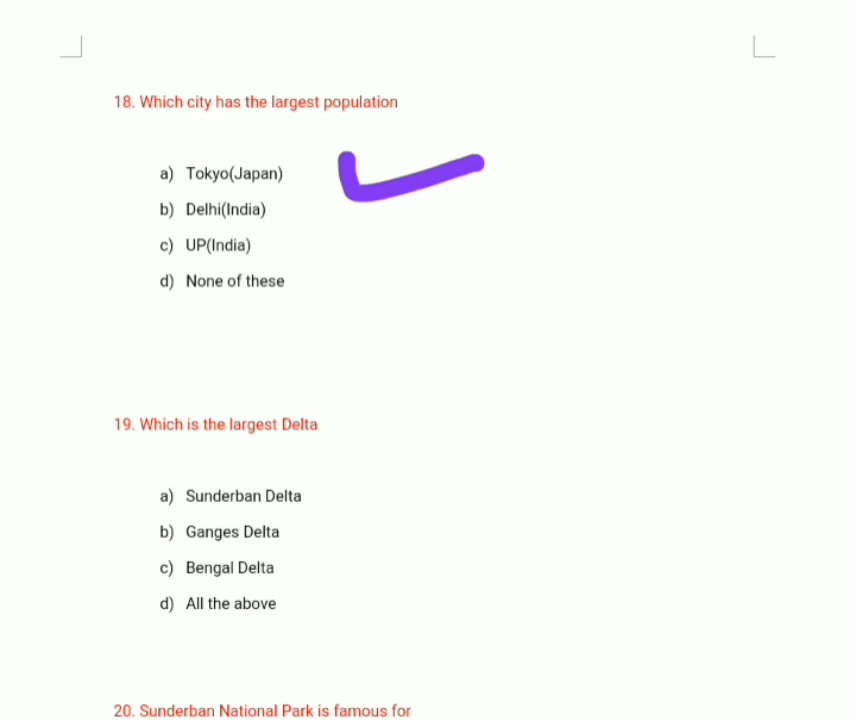 18. Which city has the largest population
a) Tokyo(Japan)
b) Delhi(India)
c) UP(India)
d) None of these
19. Which is the largest Delta
a) Sunderban Delta
b) Ganges Delta
c) Bengal Delta
d) All the above
20. Sunderban National Park is famous for